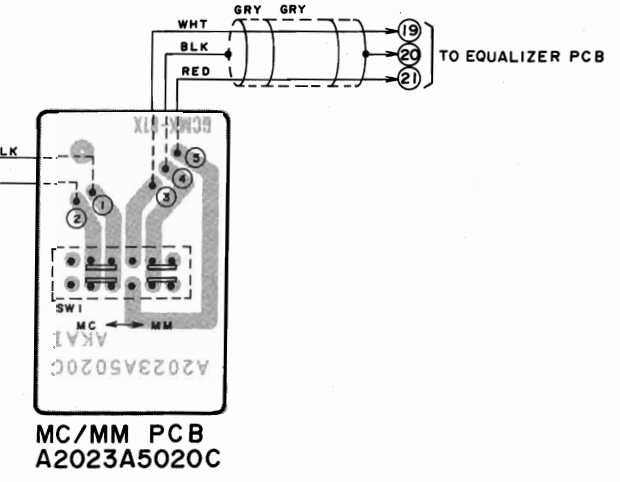 GRY GRY
WHT 19
BLK 20 TO EQUALIZER PCB
RED 21
LK
5
4
3
1
2
SW1
MC MM
AKAI
A2023A5020C
MC/MM PCB
A2023A5020C